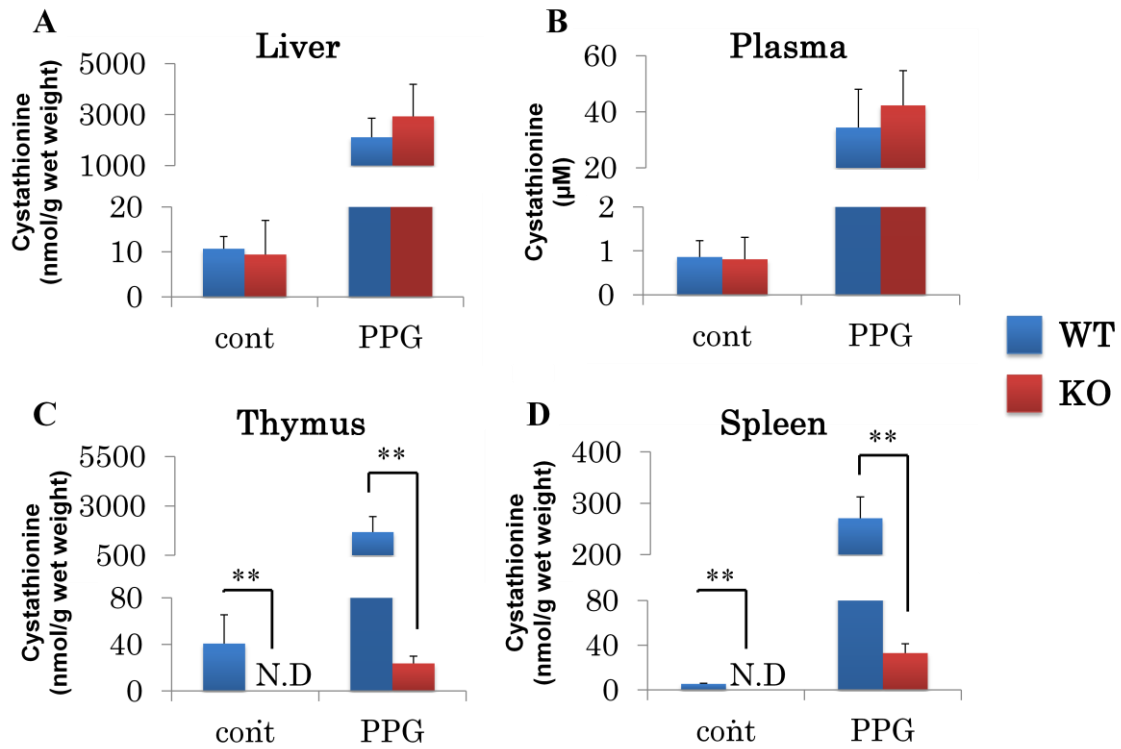 A
Liver
Cystathionine
(nmol/g wet weight)
5000
3000
1000
20
10
0
cont
PPG
B
Plasma
Cystathionine
(µM)
60
40
20
2
1
0
cont
PPG
WT
KO
C
Thymus
Cystathionine
(nmol/g wet weight)
5500
3000
500
80
40
0
**
**
N.D
cont
PPG
D
Spleen
Cystathionine
(nmol/g wet weight)
400
300
200
80
40
0
**
**
N.D
cont
PPG